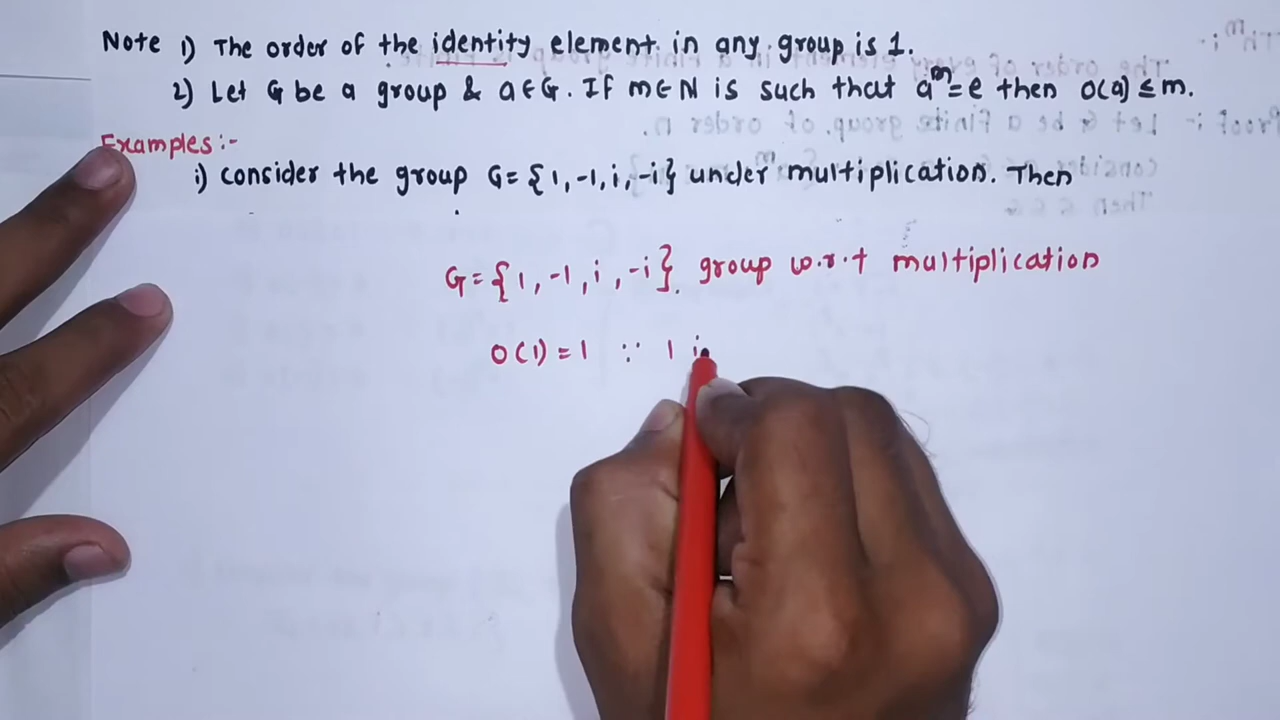 Note 1) The order of the identity element in any group is 1.
2) Let G be a group & a∈G. If m∈N is such that a^m=e then O(a)≤m.
Examples:-
i) consider the group G={1,-1,i,-i} under multiplication. Then
G={1,-1,i,-i}. group w.r.t multiplication
O(1)=1 ∵ 1 i